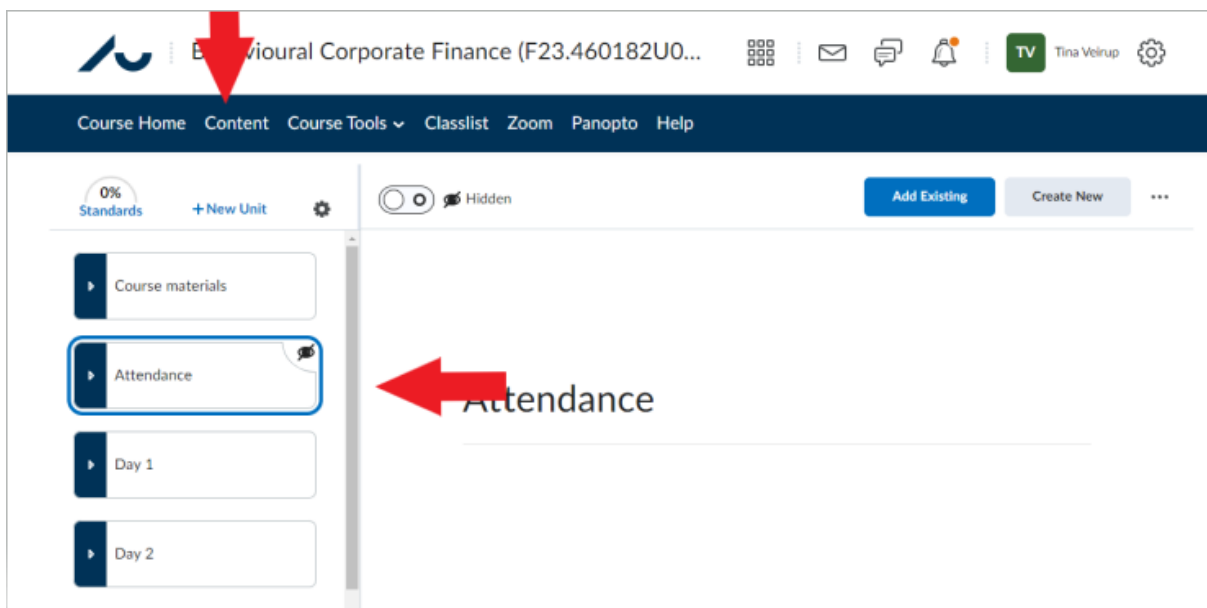 vioural Corporate Finance (F23.460182U0...
TV Tina Veirup
Course Home Content Course Tools Classlist Zoom Panopto Help
0%
Standards
+ New Unit
Hidden
Add Existing
Create New
...
Course materials
Attendance
Attendance
Day 1
Day 2